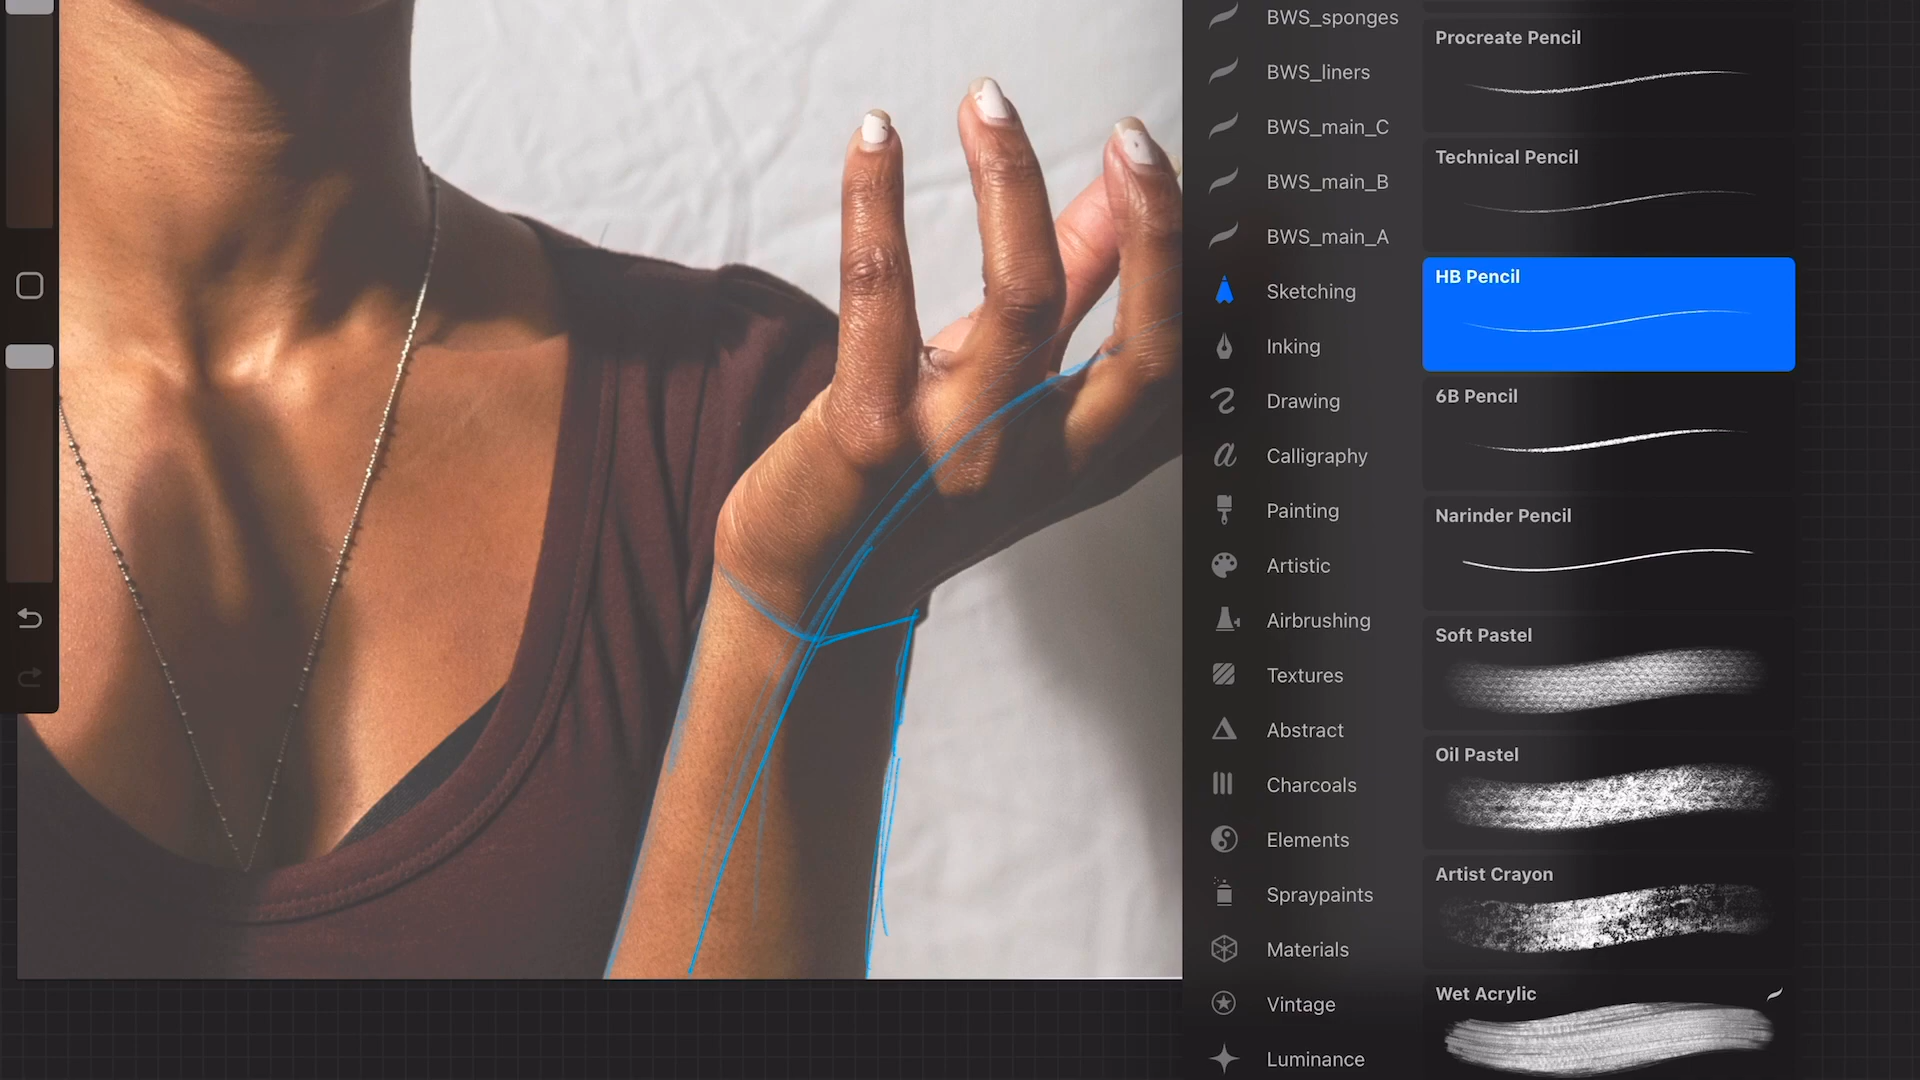 BWS_sponges
BWS_liners
BWS_main_C
BWS_main_B
BWS_main_A
Sketching
Inking
Drawing
Calligraphy
Painting
Artistic
Airbrushing
Textures
Abstract
Charcoals
Elements
Spraypaints
Materials
Vintage
Luminance
Procreate Pencil
Technical Pencil
HB Pencil
6B Pencil
Narinder Pencil
Soft Pastel
Oil Pastel
Artist Crayon
Wet Acrylic